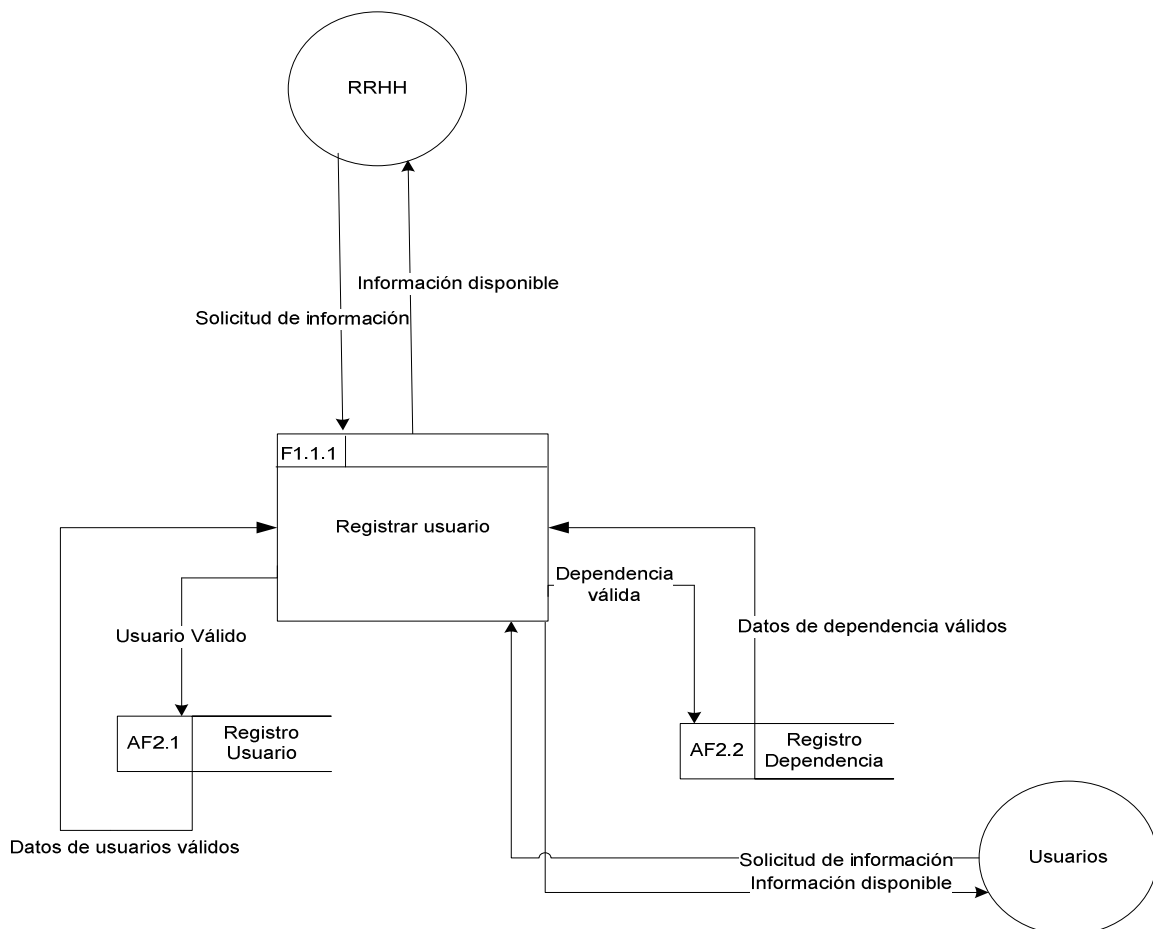 RRHH
Información disponible
Solicitud de información
F1.1.1
Registrar usuario
Dependencia
válida
Usuario Válido
Datos de dependencia válidos
AF2.1
Registro
Usuario
AF2.2
Registro
Dependencia
Datos de usuarios válidos
Solicitud de información
Información disponible
Usuarios